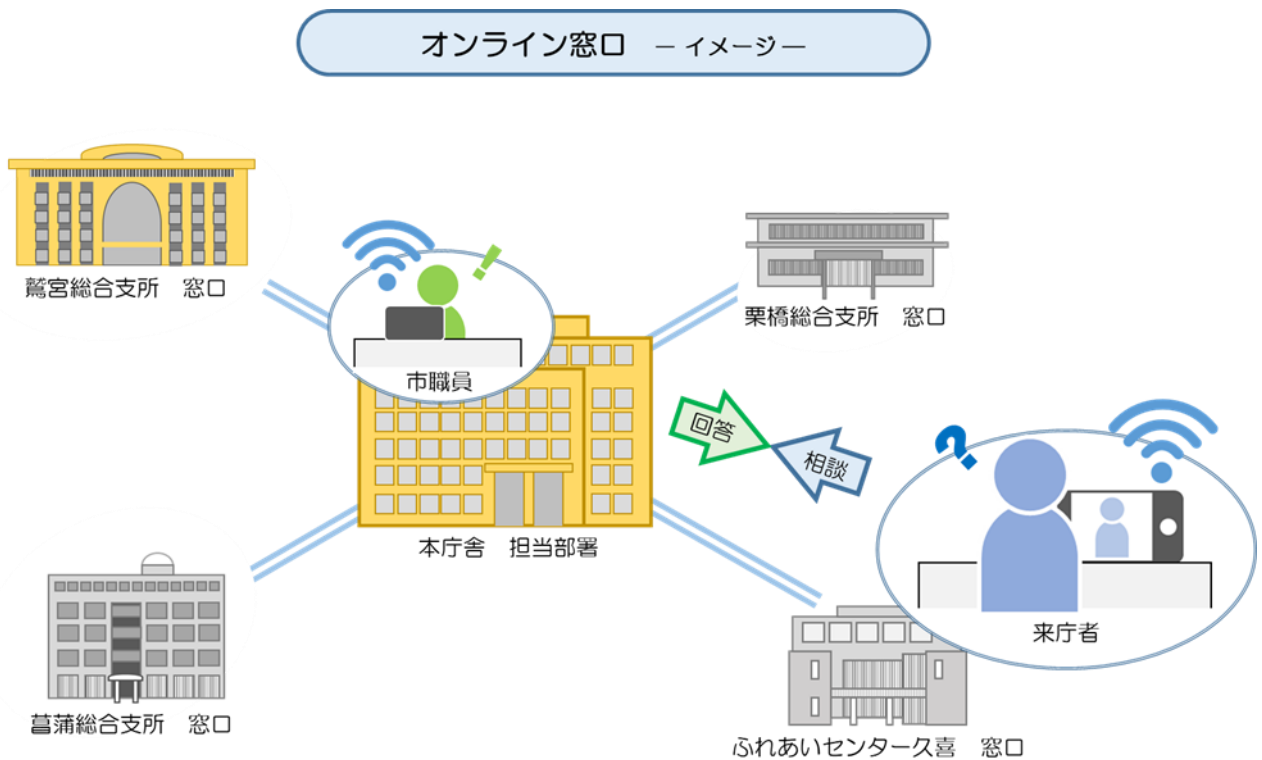 オンライン窓口 ― イメージ ―
鷲宮総合支所 窓口
栗橋総合支所 窓口
市職員
回答
相談
本庁舎 担当部署
来庁者
菖蒲総合支所 窓口
ふれあいセンター久喜 窓口